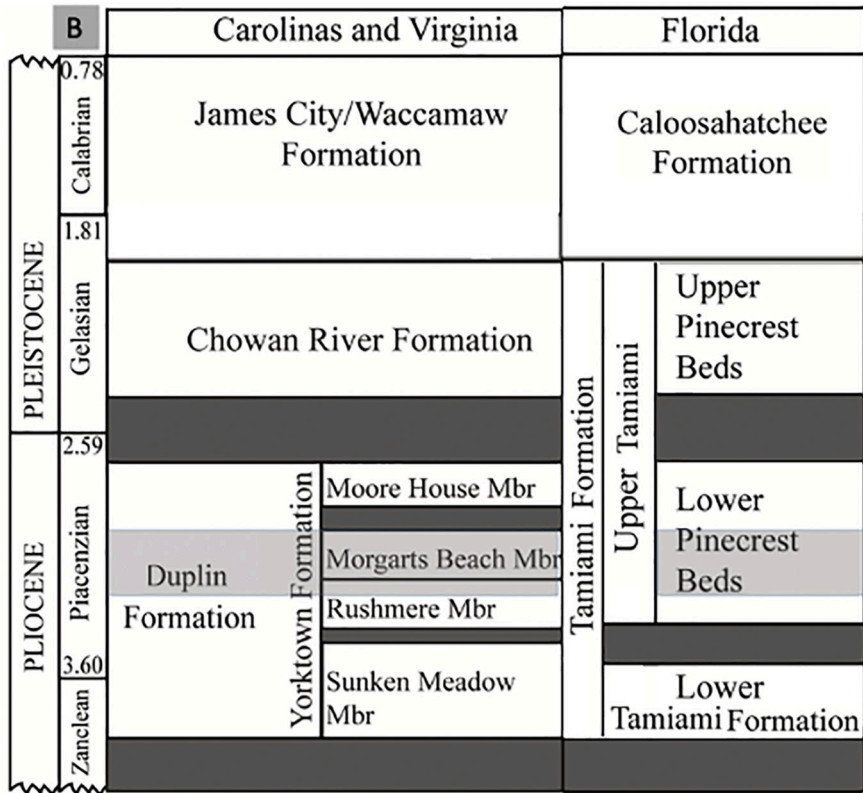 B
Carolinas and Virginia
Florida
PLEISTOCENE
PLIOCENE
0.78
Calabrian
1.81
Gelasian
2.59
Piacenzian
3.60
Zanclean
James City/Waccamaw
Formation
Chowan River Formation
Duplin
Formation
Yorktown Formation
Moore House Mbr
Morgarts Beach Mbr
Rushmere Mbr
Sunken Meadow
Mbr
Caloosahatchee
Formation
Tamiami Formation
Upper Tamiami
Upper
Pinecrest
Beds
Lower
Pinecrest
Beds
Lower
Tamiami Formation